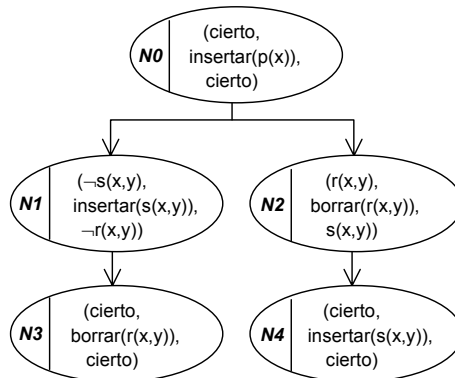 N0
(cierto,
insertar(p(x)),
cierto)
N1
(¬s(x,y),
insertar(s(x,y)),
¬r(x,y))
N2
(r(x,y),
borrar(r(x,y)),
s(x,y))
N3
(cierto,
borrar(r(x,y)),
cierto)
N4
(cierto,
insertar(s(x,y)),
cierto)